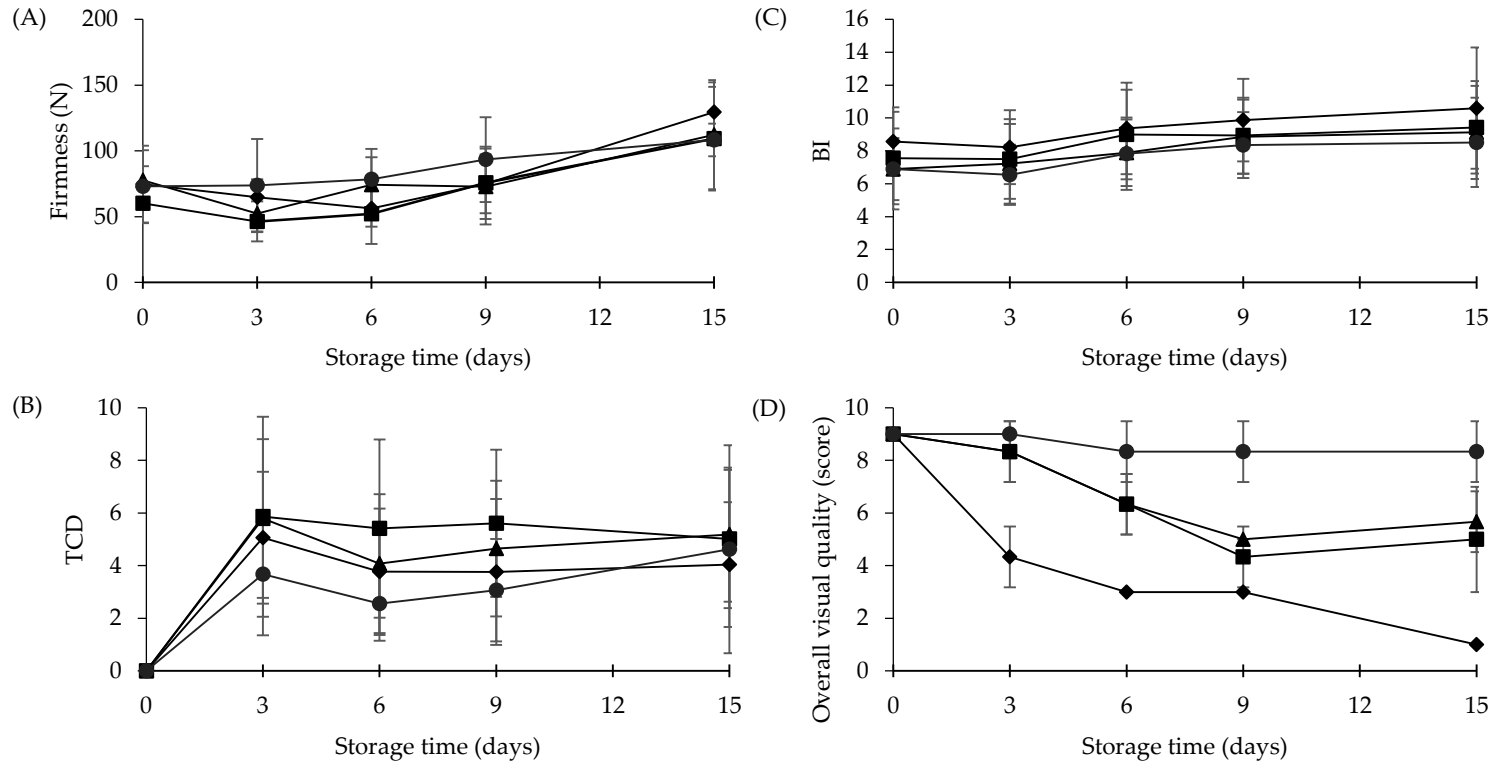 (A)
Firmness (N)
200
150
100
50
0
0 3 6 9 12 15
Storage time (days)
(C)
BI
16
14
12
10
8
6
4
2
0
0 3 6 9 12 15
Storage time (days)
(B)
TCD
10
8
6
4
2
0
0 3 6 9 12 15
Storage time (days)
(D)
Overall visual quality (score)
10
8
6
4
2
0
0 3 6 9 12 15
Storage time (days)